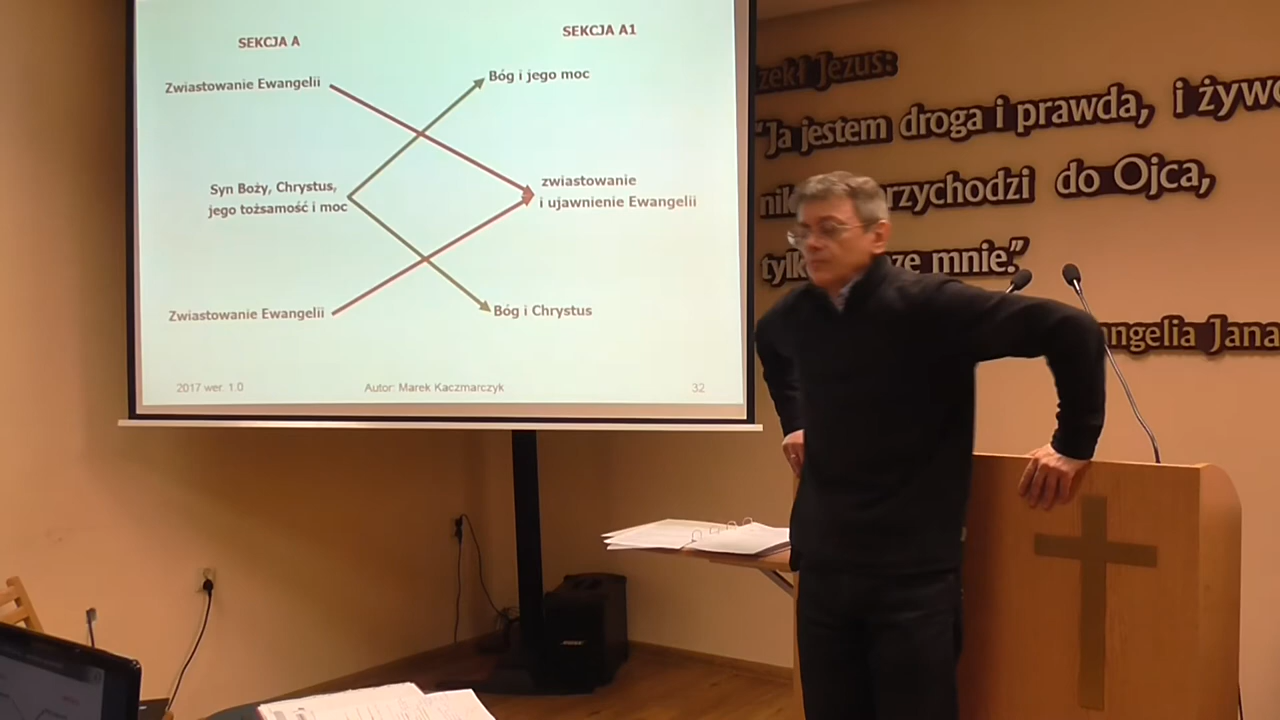 SEKCJA A
SEKCJA A1
Zwiastowanie Ewangelii
Bóg i jego moc
Syn Boży, Chrystus,
jego tożsamość i moc
zwiastowanie
i ujawnienie Ewangelii
Zwiastowanie Ewangelii
Bóg i Chrystus
2017 wer. 1.0
Autor: Marek Kaczmarczyk
32
Jezus:
"Ja jestem droga i prawda, i
do Ojca,
mnie."
Jana
BOSE